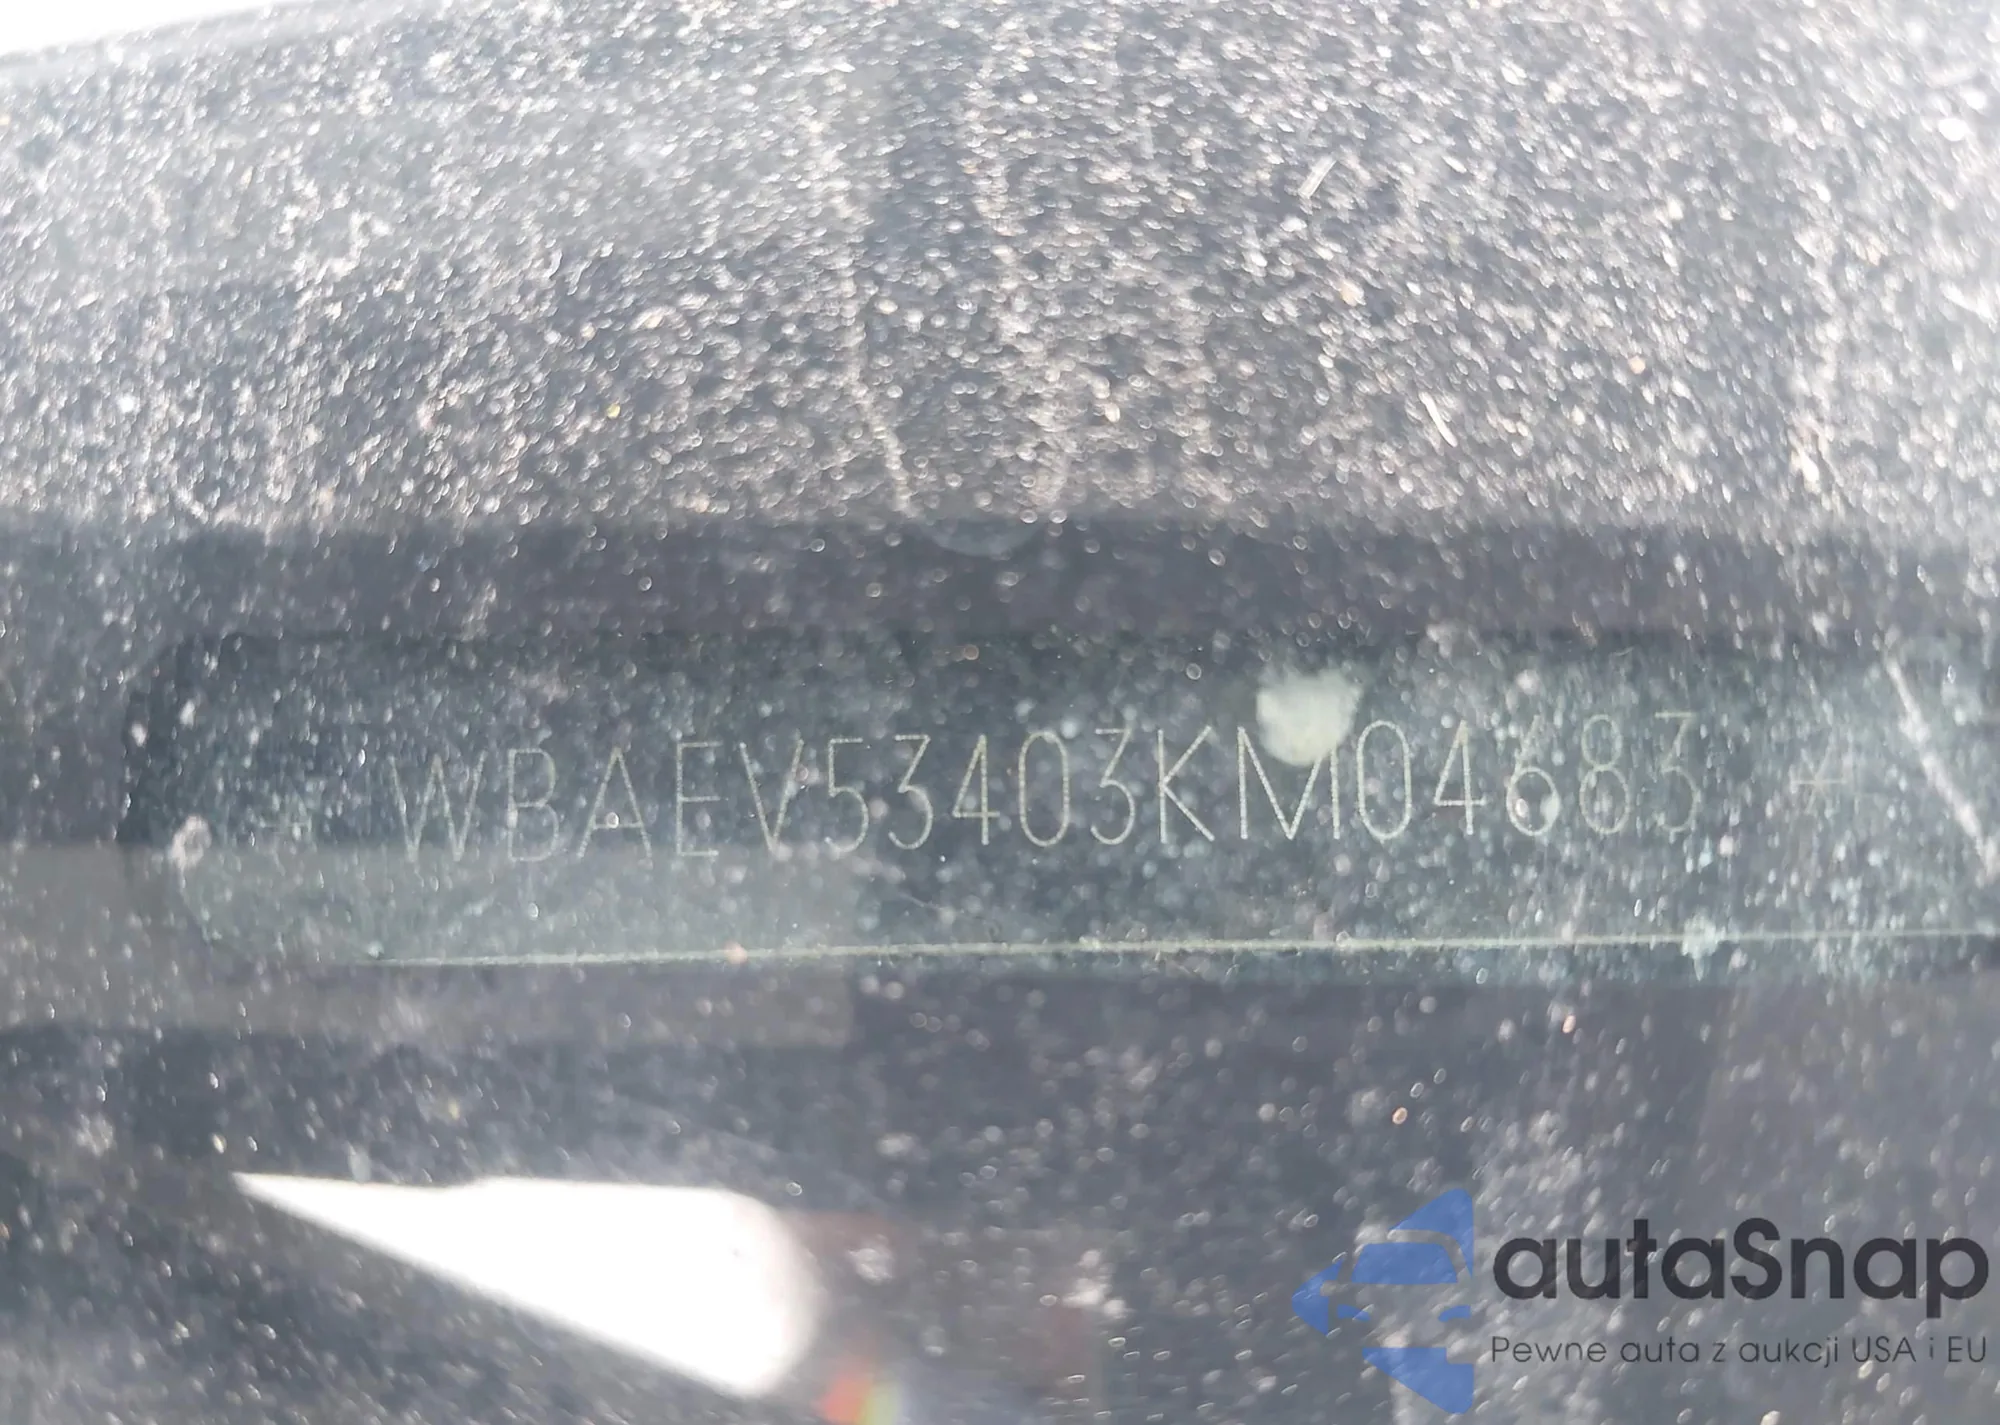 * WBAEV53403KM04683 *
autaSnap
Pewne auta z aukcji USA i EU